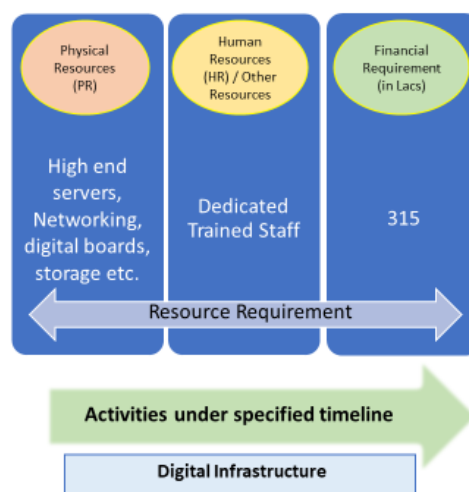 Physical
Resources
(PR)
Human
Resources
(HR) / Other
Resources
Financial
Requirement
(in Lacs)
High end
servers,
Networking,
digital boards,
storage etc.
Dedicated
Trained Staff
315
Resource Requirement
Activities under specified timeline
Digital Infrastructure